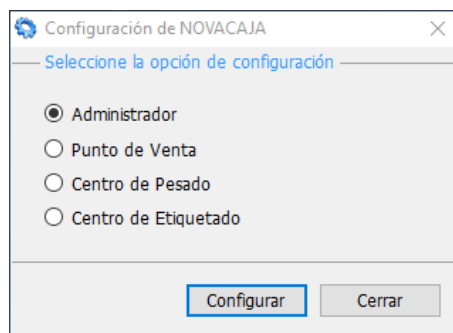 Configuración de NOVACAJA
Seleccione la opción de configuración
Administrador
Punto de Venta
Centro de Pesado
Centro de Etiquetado
Configurar
Cerrar